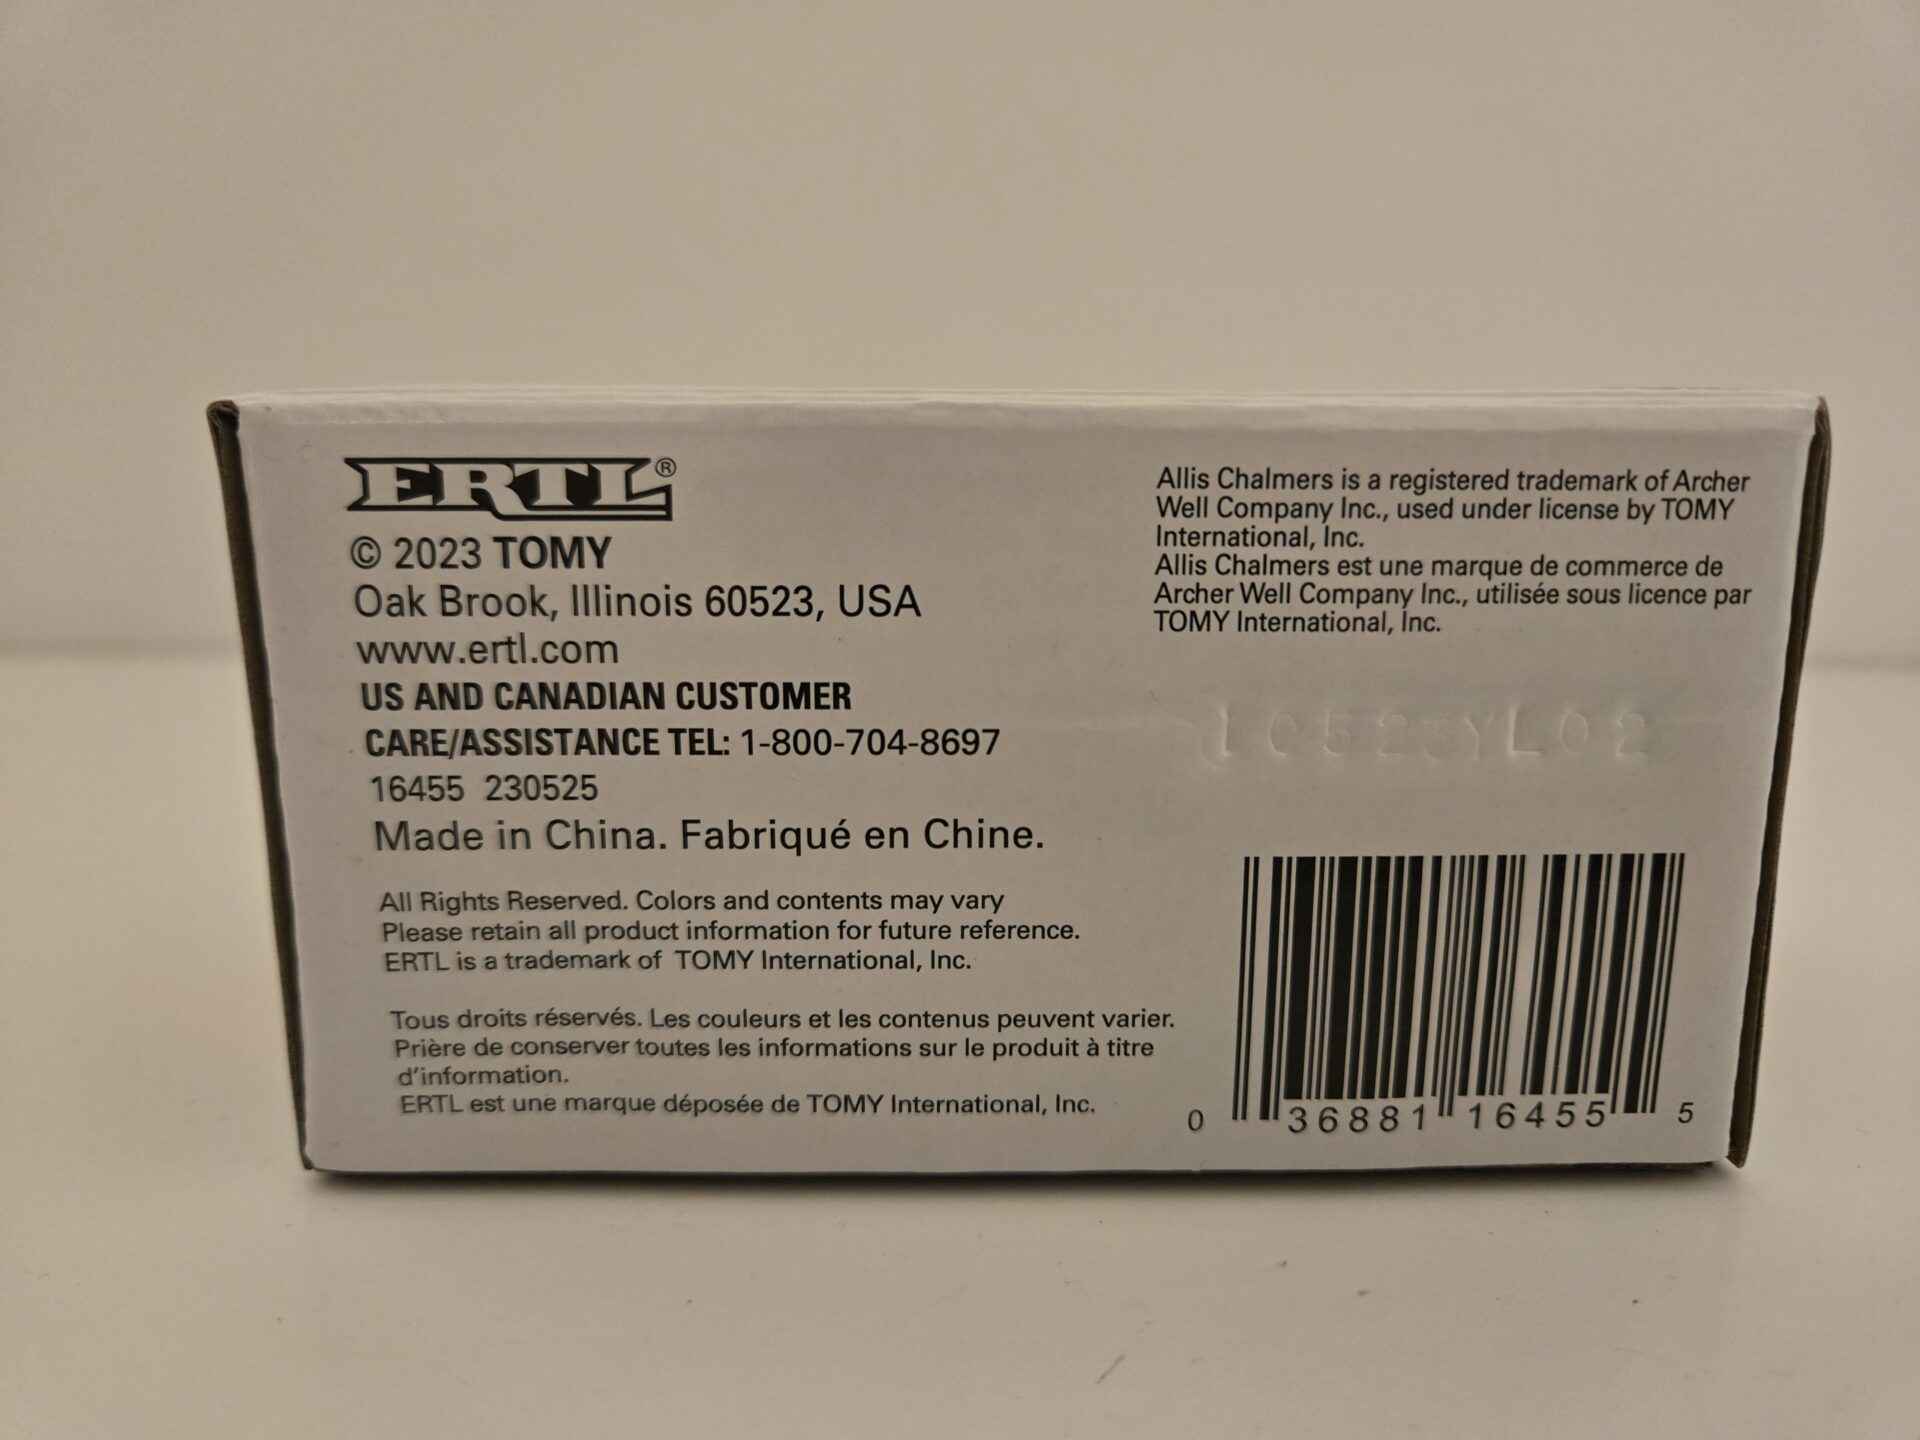 ERTL®
© 2023 TOMY
Oak Brook, Illinois 60523, USA
www.ertl.com
US AND CANADIAN CUSTOMER
CARE/ASSISTANCE TEL: 1-800-704-8697
16455 230525
Made in China. Fabriqué en Chine.
All Rights Reserved. Colors and contents may vary
Please retain all product information for future reference.
ERTL is a trademark of TOMY International, Inc.
Tous droits réservés. Les couleurs et les contenus peuvent varier.
Prière de conserver toutes les informations sur le produit à titre
d'information.
ERTL est une marque déposée de TOMY International, Inc.
Allis Chalmers is a registered trademark of Archer
Well Company Inc., used under license by TOMY
International, Inc.
Allis Chalmers est une marque de commerce de
Archer Well Company Inc., utilisée sous licence par
TOMY International, Inc.
10523YL02
0 36881 16455 5